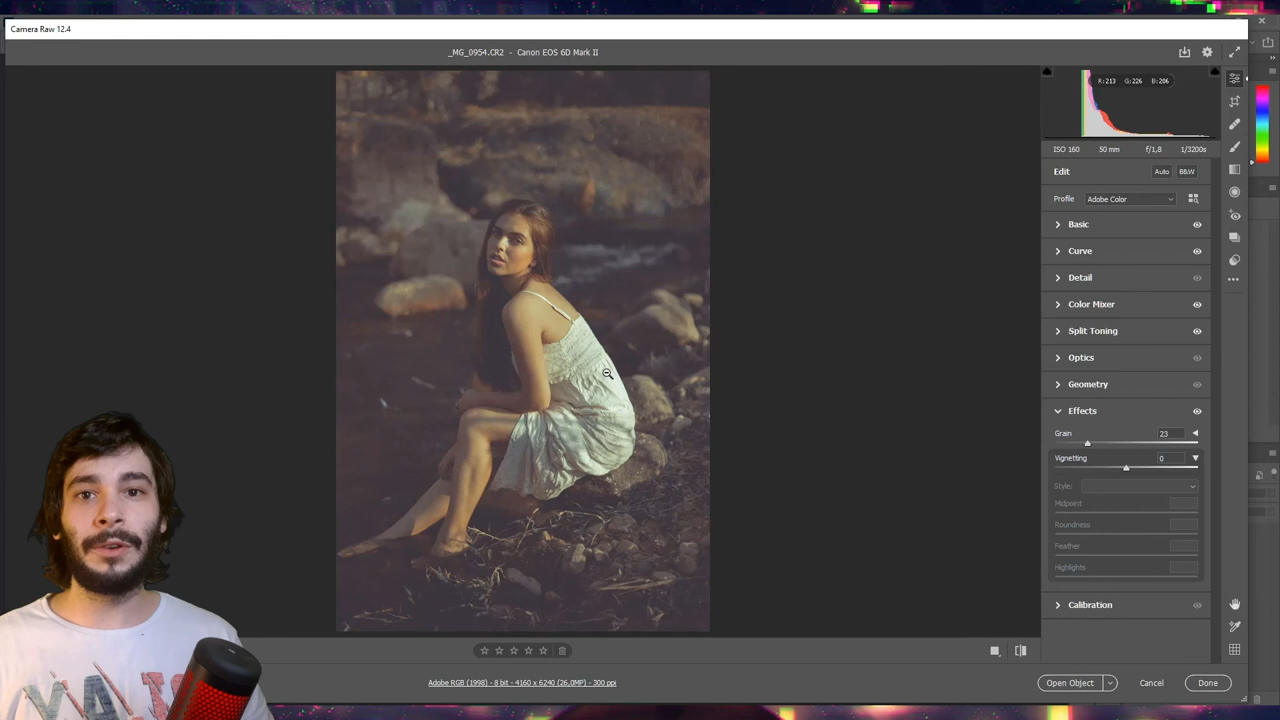 Camera Raw 12.4
_MG_0954.CR2 - Canon EOS 6D Mark II
R:213 G:226 B:206
ISO 160 50 mm f/1,8 1/3200s
Edit Auto B&W
Profile Adobe Color
Basic
Curve
Detail
Color Mixer
Split Toning
Optics
Geometry
Effects
Grain 23
Vignetting 0
Style:
Midpoint
Roundness
Feather
Highlights
Calibration
Adobe RGB (1998) - 8 bit - 4160 x 6240 (26,0MP) - 300 ppi
Open Object Cancel Done